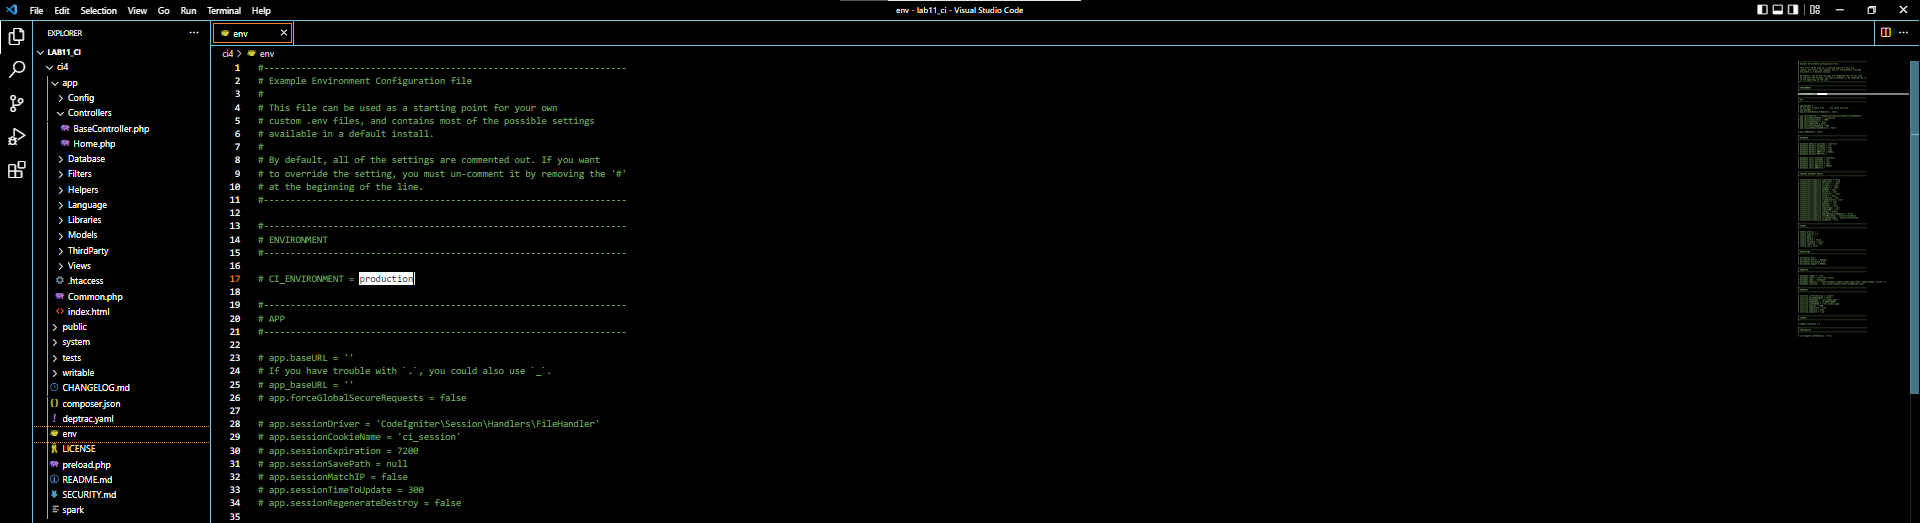 File Edit Selection View Go Run Terminal Help
env - lab11_ci - Visual Studio Code
EXPLORER
LAB11_CI
ci4
app
Config
Controllers
BaseController.php
Home.php
Database
Filters
Helpers
Language
Libraries
Models
ThirdParty
Views
.htaccess
Common.php
index.html
public
system
tests
writable
CHANGELOG.md
composer.json
deptrac.yaml
env
LICENSE
preload.php
README.md
SECURITY.md
spark
env
ci4 > env
1 #--------------------------------------------------------------------
2 # Example Environment Configuration file
3 #
4 # This file can be used as a starting point for your own
5 # custom .env files, and contains most of the possible settings
6 # available in a default install.
7 #
8 # By default, all of the settings are commented out. If you want
9 # to override the setting, you must un-comment it by removing the '#'
10 # at the beginning of the line.
11 #--------------------------------------------------------------------
12
13 #--------------------------------------------------------------------
14 # ENVIRONMENT
15 #--------------------------------------------------------------------
16
17 # CI_ENVIRONMENT = production
18
19 #--------------------------------------------------------------------
20 # APP
21 #--------------------------------------------------------------------
22
23 # app.baseURL = ''
24 # If you have trouble with `.`, you could also use `_`.
25 # app_baseURL = ''
26 # app.forceGlobalSecureRequests = false
27
28 # app.sessionDriver = 'CodeIgniter\Session\Handlers\FileHandler'
29 # app.sessionCookieName = 'ci_session'
30 # app.sessionExpiration = 7200
31 # app.sessionSavePath = null
32 # app.sessionMatchIP = false
33 # app.sessionTimeToUpdate = 300
34 # app.sessionRegenerateDestroy = false
35